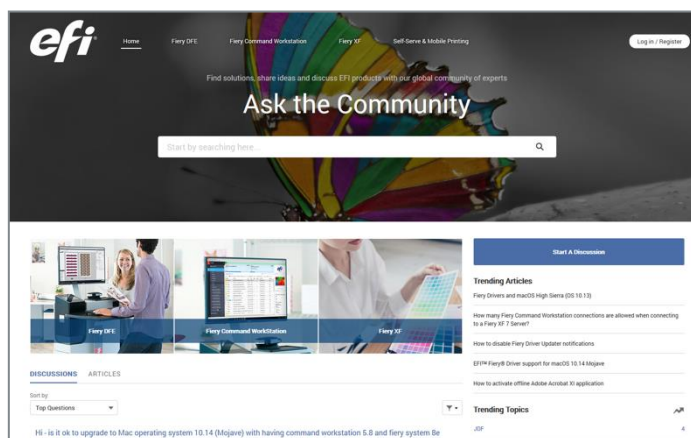 efi
Home
Fiery DFE
Fiery Command Workstation
Fiery XF
Self-Serve & Mobile Printing
Log in / Register
Find solutions, share ideas and discuss EFI products with our global community of experts
Ask the Community
Start by searching here...
Fiery DFE
Fiery Command WorkStation
Fiery XF
DISCUSSIONS
ARTICLES
Sort by:
Top Questions
Hi - is it ok to upgrade to Mac operating system 10.14 (Mojave) with having command workstation 5.8 and fiery system 8e
Start A Discussion
Trending Articles
Fiery Drivers and macOS High Sierra (OS 10.13)
How many Fiery Command Workstation connections are allowed when connecting
to a Fiery XF 7 Server?
How to disable Fiery Driver Updater notifications
EFI™ Fiery® Driver support for macOS 10.14 Mojave
How to activate offline Adobe Acrobat XI application
Trending Topics
JDF
4